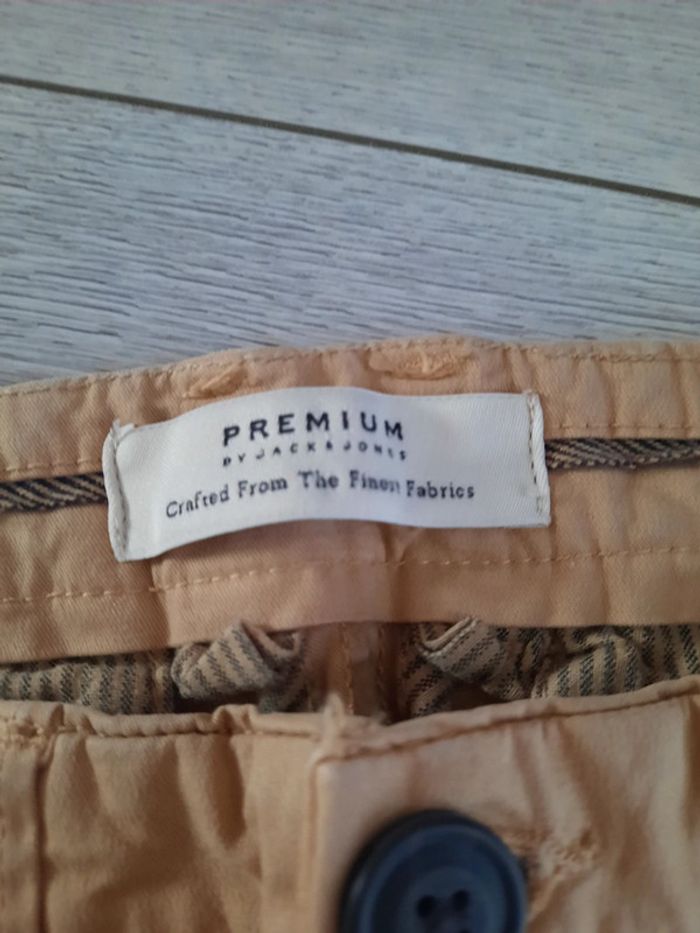 PREMIUM
BY JACK & JONES
Crafted From The Finest Fabrics